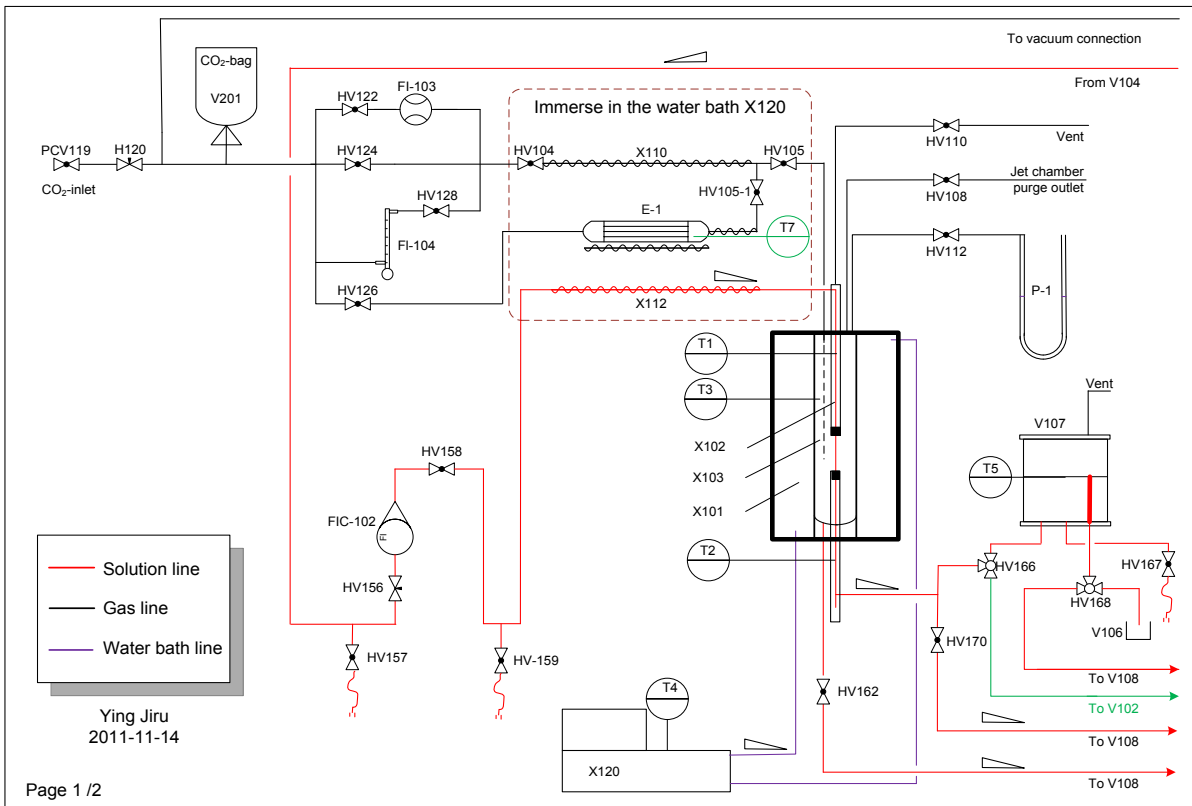 To vacuum connection
CO₂-bag
V201
From V104
FI-103
HV122
Immerse in the water bath X120
PCV119
H120
HV124
HV104
X110
HV105
HV110
Vent
CO₂-inlet
HV105-1
HV108
Jet chamber
purge outlet
HV128
E-1
T7
FI-104
HV112
P-1
HV126
X112
T1
T3
Vent
V107
X102
HV158
X103
T5
X101
FIC-102
FI
T2
HV166
HV167
HV156
HV168
V106
HV170
HV157
HV-159
HV162
To V108
T4
To V102
To V108
X120
To V108
Solution line
Gas line
Water bath line
Ying Jiru
2011-11-14
Page 1 /2